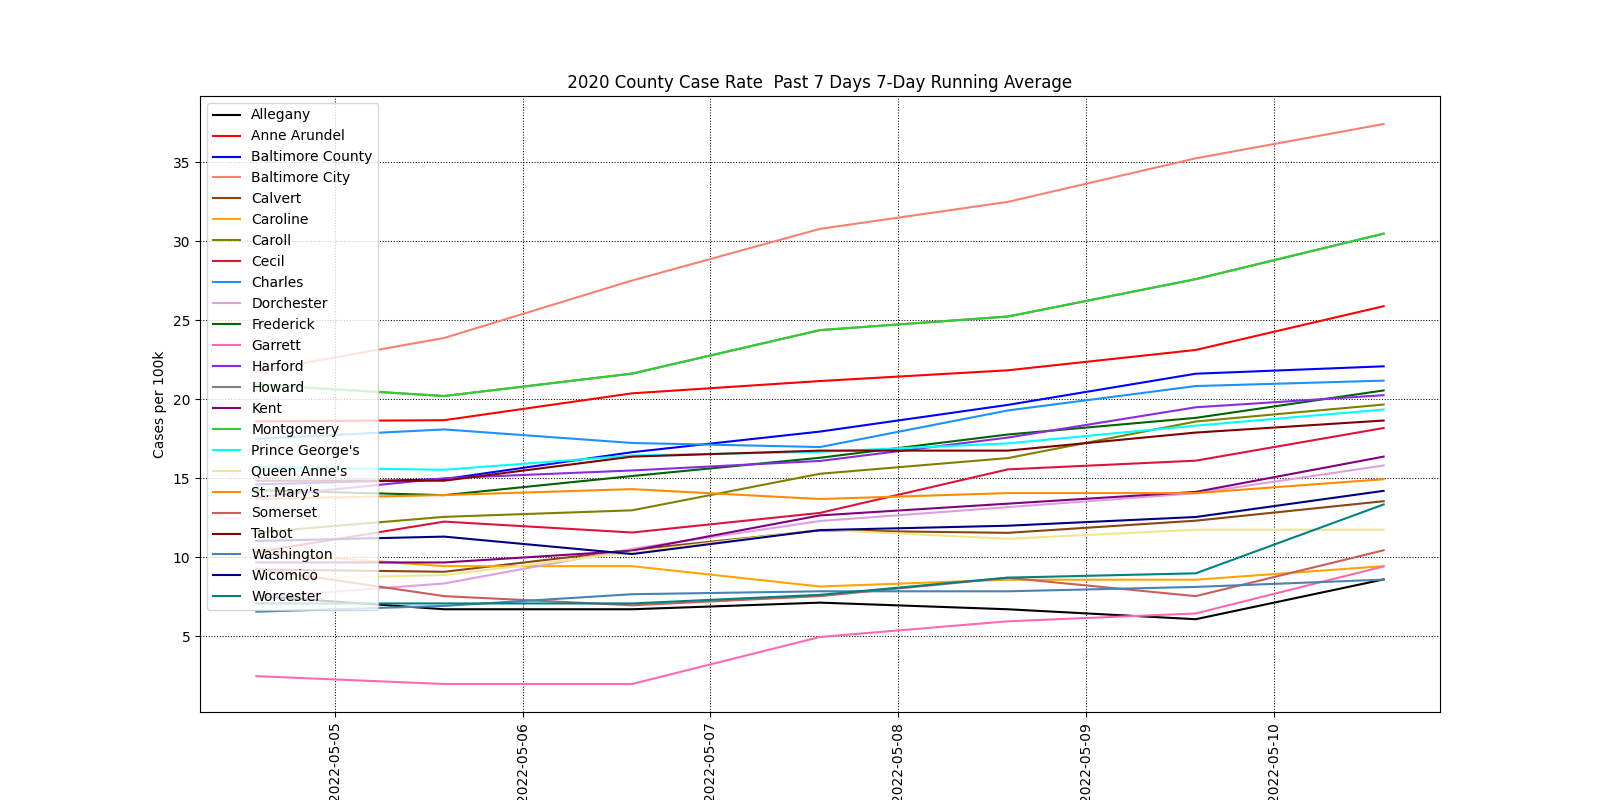 2020 County Case Rate  Past 7 Days 7-Day Running Average
Allegany
Anne Arundel
Baltimore County
Baltimore City
Calvert
Caroline
Caroll
Cecil
Charles
Dorchester
Frederick
Garrett
Harford
Howard
Kent
Montgomery
Prince George's
Queen Anne's
St. Mary's
Somerset
Talbot
Washington
Wicomico
Worcester
Cases per 100k
35
30
25
20
15
10
5
2022-05-05
2022-05-06
2022-05-07
2022-05-08
2022-05-09
2022-05-10